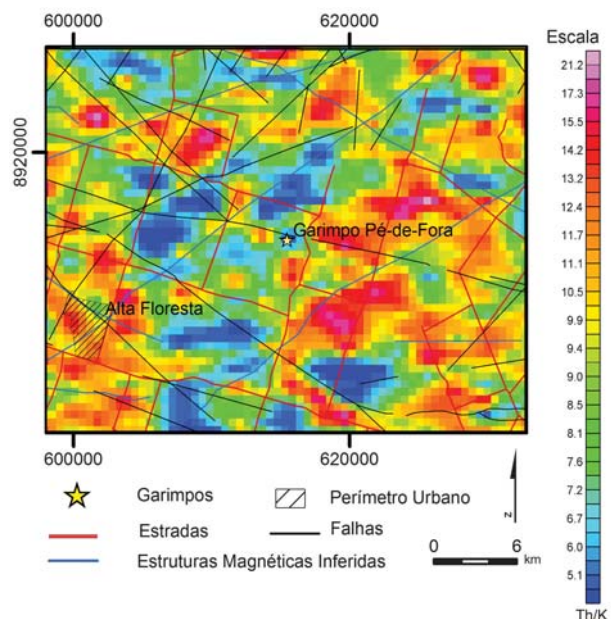 600000
620000
Escala
8920000
Garimpo Pé-de-Fora
Alta Floresta
600000
620000
21.2
17.3
15.5
14.2
13.2
12.4
11.7
11.1
10.5
9.9
9.4
9.0
8.5
8.1
7.6
7.2
6.7
6.0
5.1
Th/K
Garimpos
Perímetro Urbano
Estradas
Falhas
Estruturas Magnéticas Inferidas
N
0 6
km